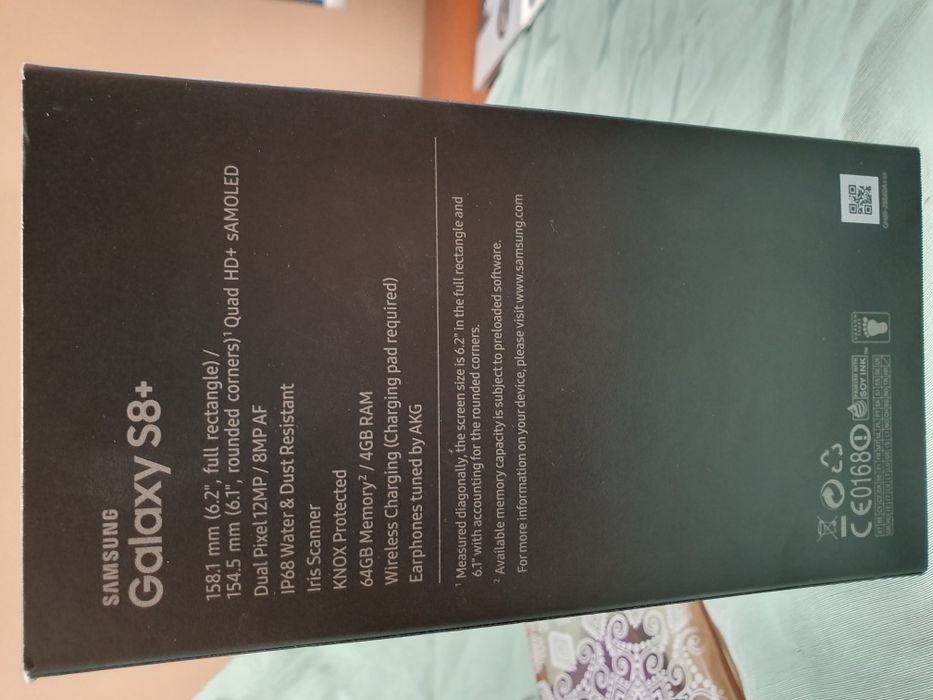 SAMSUNG
Galaxy S8+
158.1 mm (6.2", full rectangle) /
154.5 mm (6.1", rounded corners)¹ Quad HD+ sAMOLED
Dual Pixel 12MP / 8MP AF
IP68 Water & Dust Resistant
Iris Scanner
KNOX Protected
64GB Memory² / 4GB RAM
Wireless Charging (Charging pad required)
Earphones tuned by AKG
¹ Measured diagonally, the screen size is 6.2" in the full rectangle and
6.1" with accounting for the rounded corners.
² Available memory capacity is subject to preloaded software.
For more information on your device, please visit www.samsung.com
CE0168
PRINTED WITH
SOY INK™